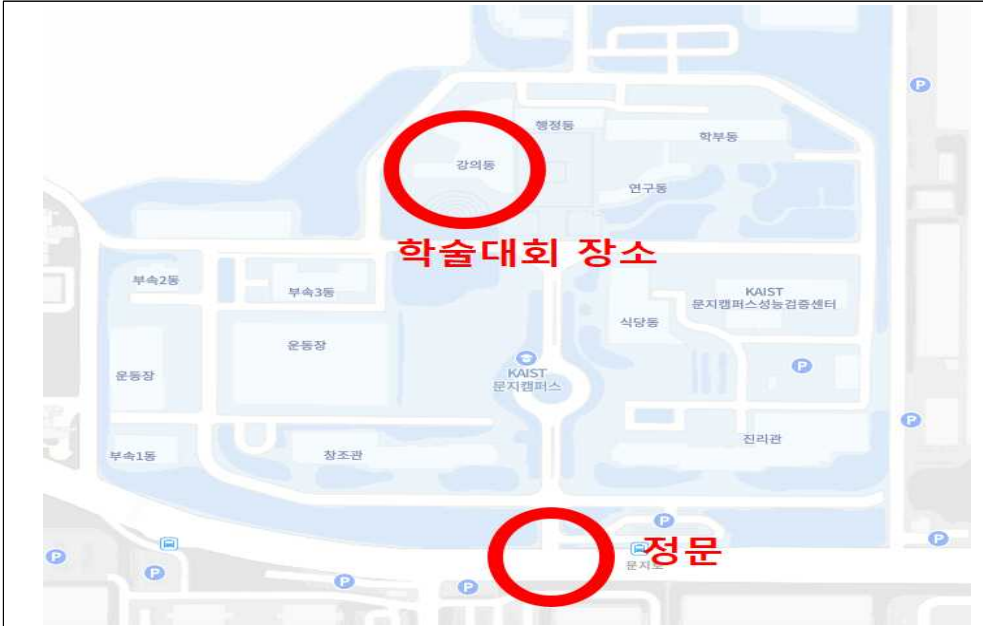 행정동
학부동
강의동
연구동
학술대회 장소
부속2동
부속3동
KAIST
문지캠퍼스성능검증센터
식당동
운동장
KAIST
문지캠퍼스
운동장
진리관
부속1동
창조관
정문
P
P
P
P
P
P
P
P
P